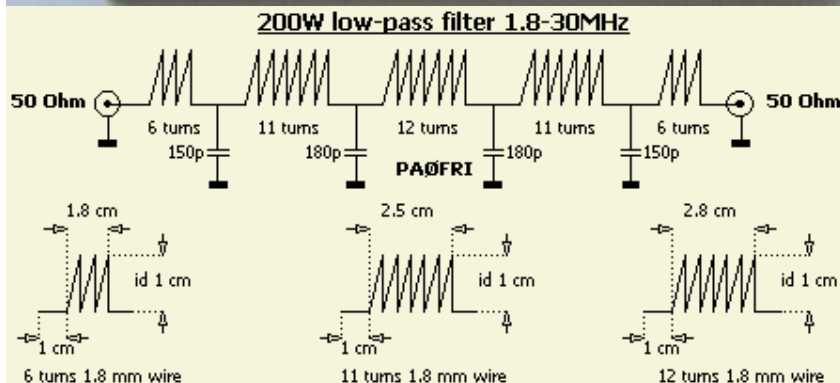 200W low-pass filter 1.8-30MHz
50 Ohm 50 Ohm
6 turns 11 turns 12 turns 11 turns 6 turns
150p 180p 180p 150p
PAØFRI
1.8 cm 2.5 cm 2.8 cm
id 1 cm id 1 cm id 1 cm
1 cm 1 cm 1 cm
6 turns 1.8 mm wire 11 turns 1.8 mm wire 12 turns 1.8 mm wire